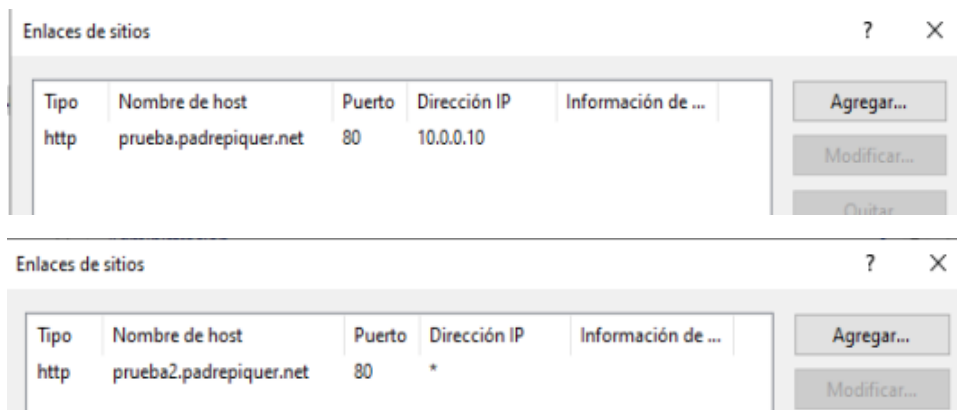 Enlaces de sitios ? ×
Tipo Nombre de host Puerto Dirección IP Información de ... Agregar...
http prueba.padrepiquer.net 80 10.0.0.10
Modificar...
Quitar
Enlaces de sitios ? ×
Tipo Nombre de host Puerto Dirección IP Información de ... Agregar...
http prueba2.padrepiquer.net 80 *
Modificar...